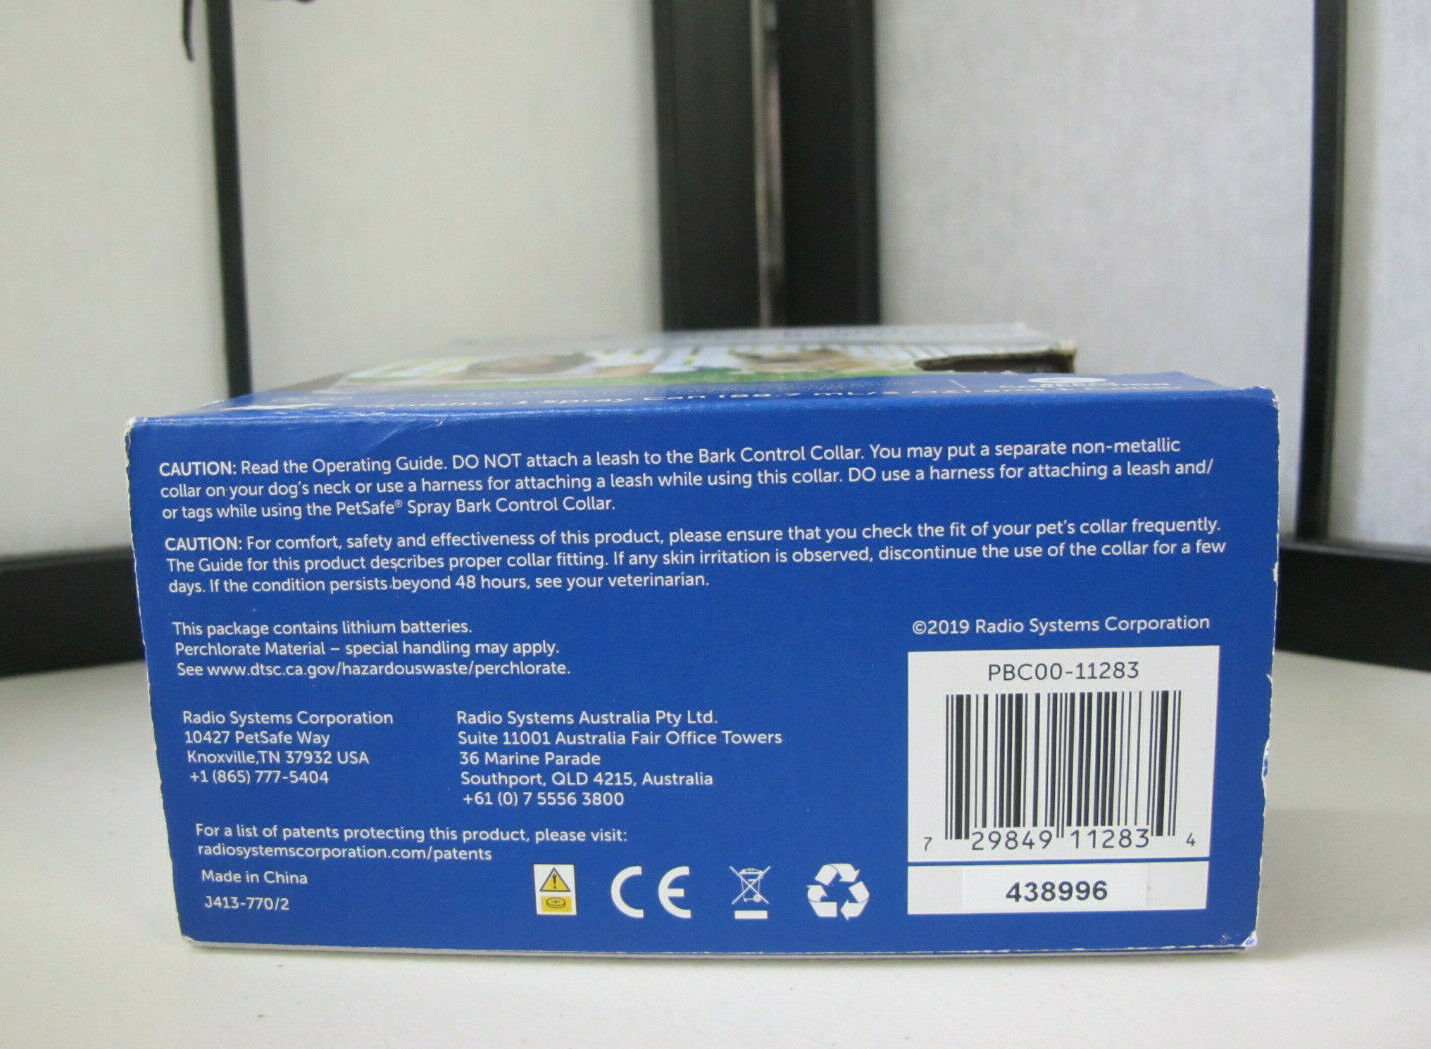 1 Spray Can
CAUTION: Read the Operating Guide. DO NOT attach a leash to the Bark Control Collar. You may put a separate non-metallic
collar on your dog's neck or use a harness for attaching a leash while using this collar. DO use a harness for attaching a leash and/
or tags while using the PetSafe® Spray Bark Control Collar.
CAUTION: For comfort, safety and effectiveness of this product, please ensure that you check the fit of your pet's collar frequently.
The Guide for this product describes proper collar fitting. If any skin irritation is observed, discontinue the use of the collar for a few
days. If the condition persists beyond 48 hours, see your veterinarian.
This package contains lithium batteries.
Perchlorate Material – special handling may apply.
See www.dtsc.ca.gov/hazardouswaste/perchlorate.
Radio Systems Corporation
10427 PetSafe Way
Knoxville,TN 37932 USA
+1 (865) 777-5404
Radio Systems Australia Pty Ltd.
Suite 11001 Australia Fair Office Towers
36 Marine Parade
Southport, QLD 4215, Australia
+61 (0) 7 5556 3800
For a list of patents protecting this product, please visit:
radiosystemscorporation.com/patents
Made in China
J413-770/2
CE
©2019 Radio Systems Corporation
PBC00-11283
7 29849 11283 4
438996